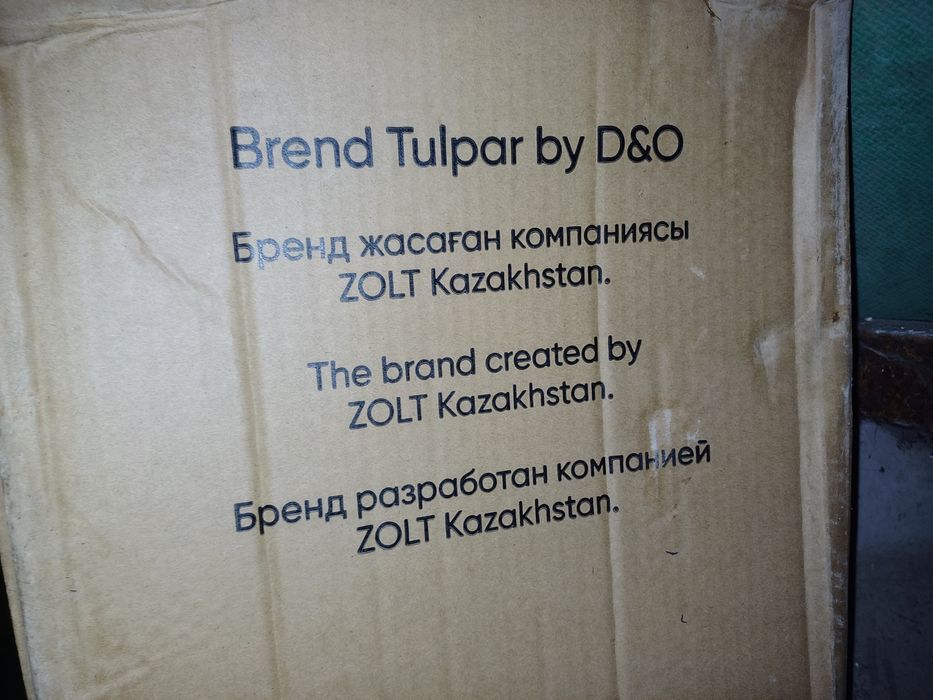 Brend Tulpar by D&O
Бренд жасаған компаниясы
ZOLT Kazakhstan.
The brand created by
ZOLT Kazakhstan.
Бренд разработан компанией
ZOLT Kazakhstan.